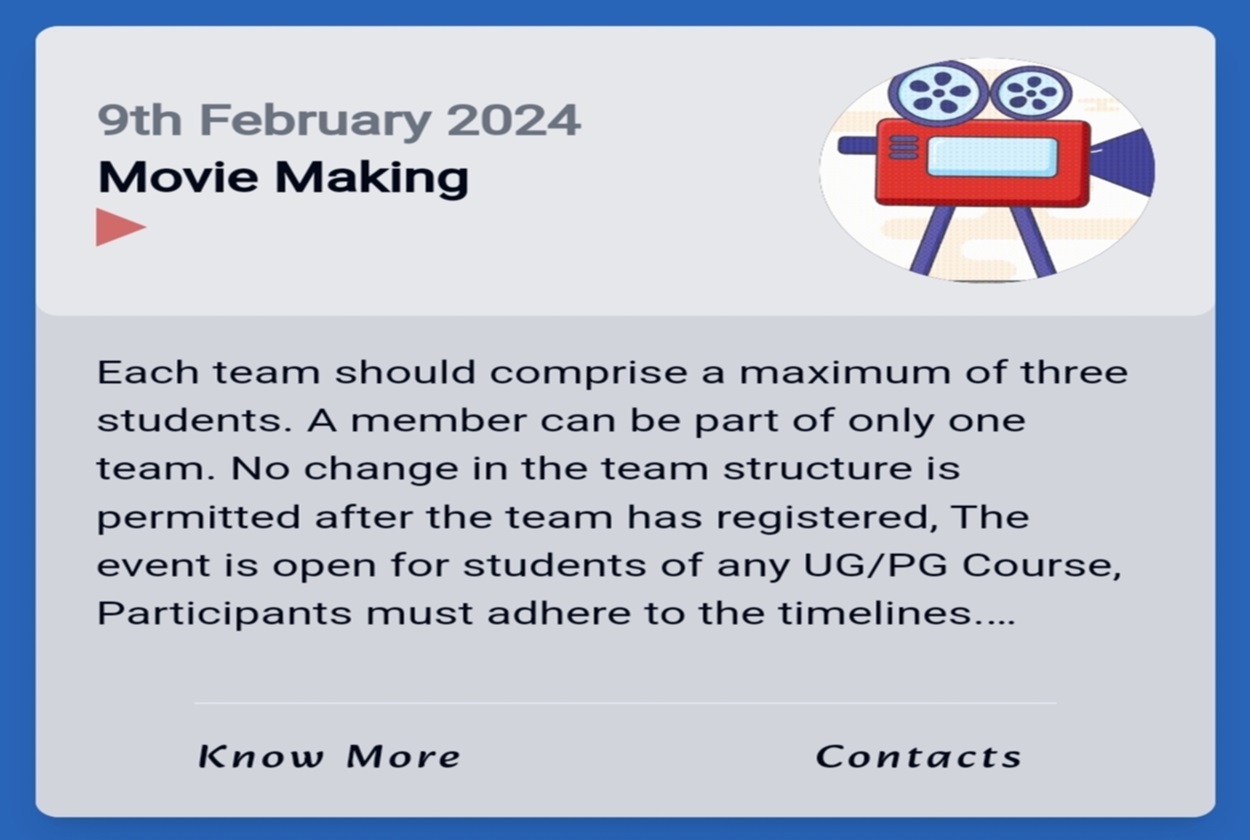 9th February 2024
Movie Making
Each team should comprise a maximum of three
students. A member can be part of only one
team. No change in the team structure is
permitted after the team has registered, The
event is open for students of any UG/PG Course,
Participants must adhere to the timelines....
Know More
Contacts